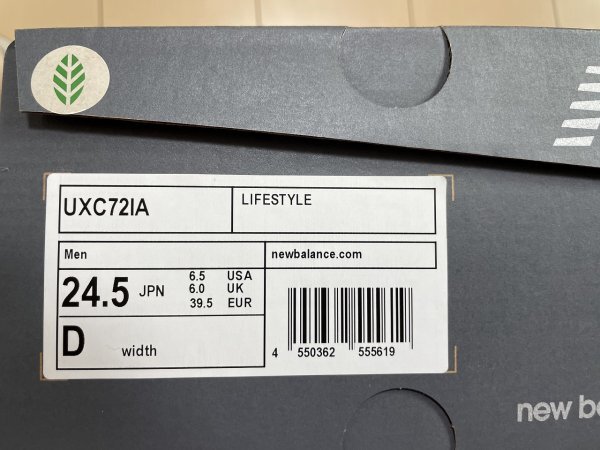 UXC72IA
LIFESTYLE
Men
newbalance.com
24.5 JPN
6.5 USA
6.0 UK
39.5 EUR
D width
4 550362 555619
new